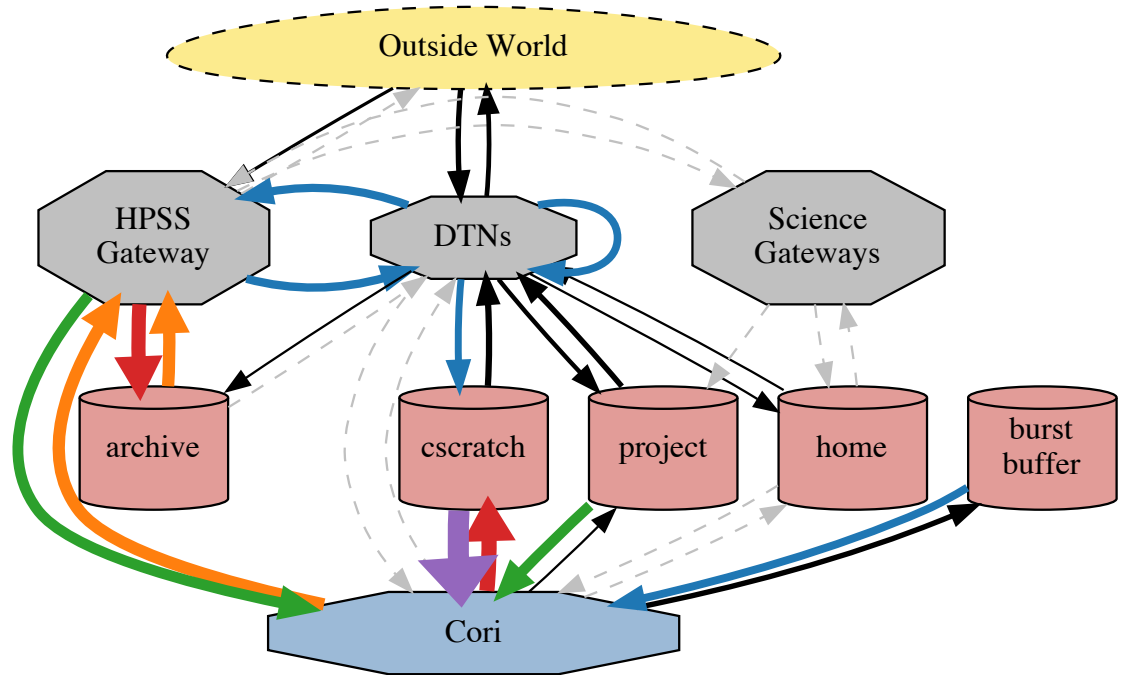 Outside World
HPSS
Gateway
DTNs
Science
Gateways
archive
cscratch
project
home
burst
buffer
Cori